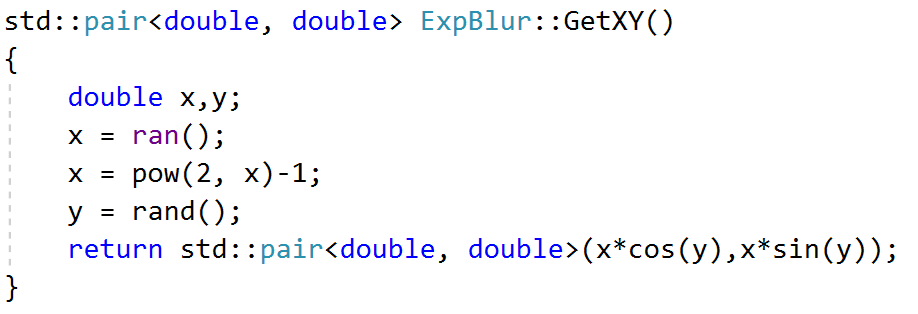 std::pair<double, double> ExpBlur::GetXY()
{
    double x,y;
    x = ran();
    x = pow(2, x)-1;
    y = rand();
    return std::pair<double, double>(x*cos(y),x*sin(y));
}